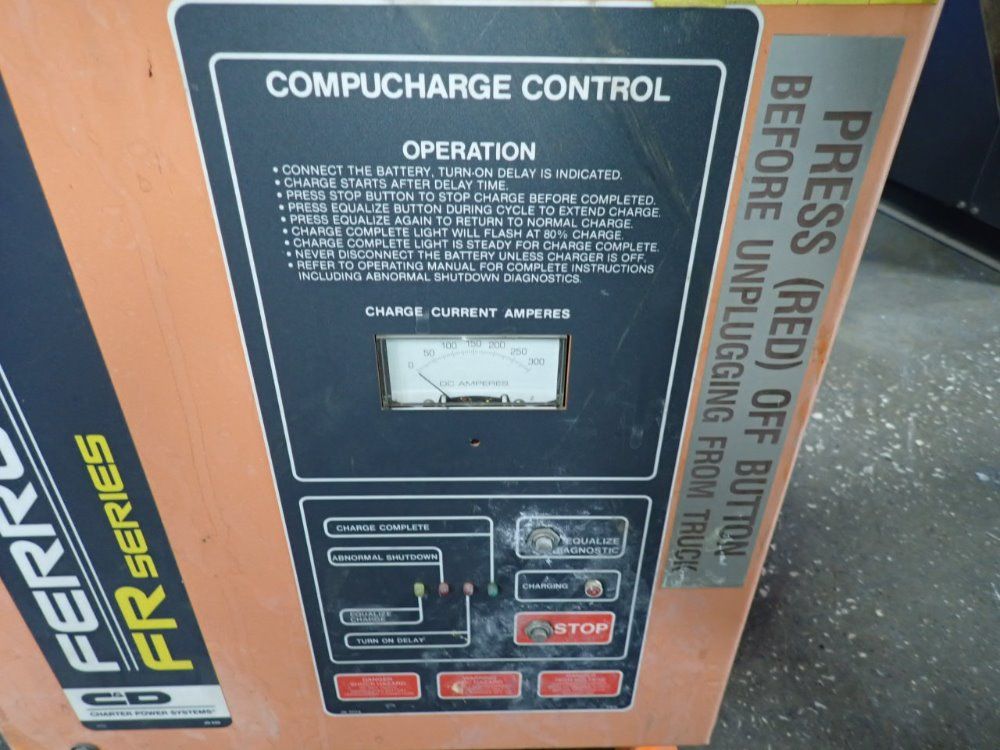 COMPUCHARGE CONTROL
OPERATION
• CONNECT THE BATTERY, TURN-ON DELAY IS INDICATED.
• CHARGE STARTS AFTER DELAY TIME.
• PRESS STOP BUTTON TO STOP CHARGE BEFORE COMPLETED.
• PRESS EQUALIZE BUTTON DURING CYCLE TO EXTEND CHARGE.
• PRESS EQUALIZE AGAIN TO RETURN TO NORMAL CHARGE.
• CHARGE COMPLETE LIGHT WILL FLASH AT 80% CHARGE.
• CHARGE COMPLETE LIGHT IS STEADY FOR CHARGE COMPLETE.
• NEVER DISCONNECT THE BATTERY UNLESS CHARGER IS OFF.
• REFER TO OPERATING MANUAL FOR COMPLETE INSTRUCTIONS
INCLUDING ABNORMAL SHUTDOWN DIAGNOSTICS.
CHARGE CURRENT AMPERES
0 50 100 150 200 250 300
DC AMPERES
CHARGE COMPLETE
ABNORMAL SHUTDOWN
EQUALIZE
CHARGE
TURN ON DELAY
EQUALIZE
DIAGNOSTIC
CHARGING
STOP
DANGER
SHOCK HAZARD
WARNING
PRESS (RED) OFF BUTTON
BEFORE UNPLUGGING FROM TRUCK
FERRO
FR SERIES
C&D
CHARTER POWER SYSTEMS